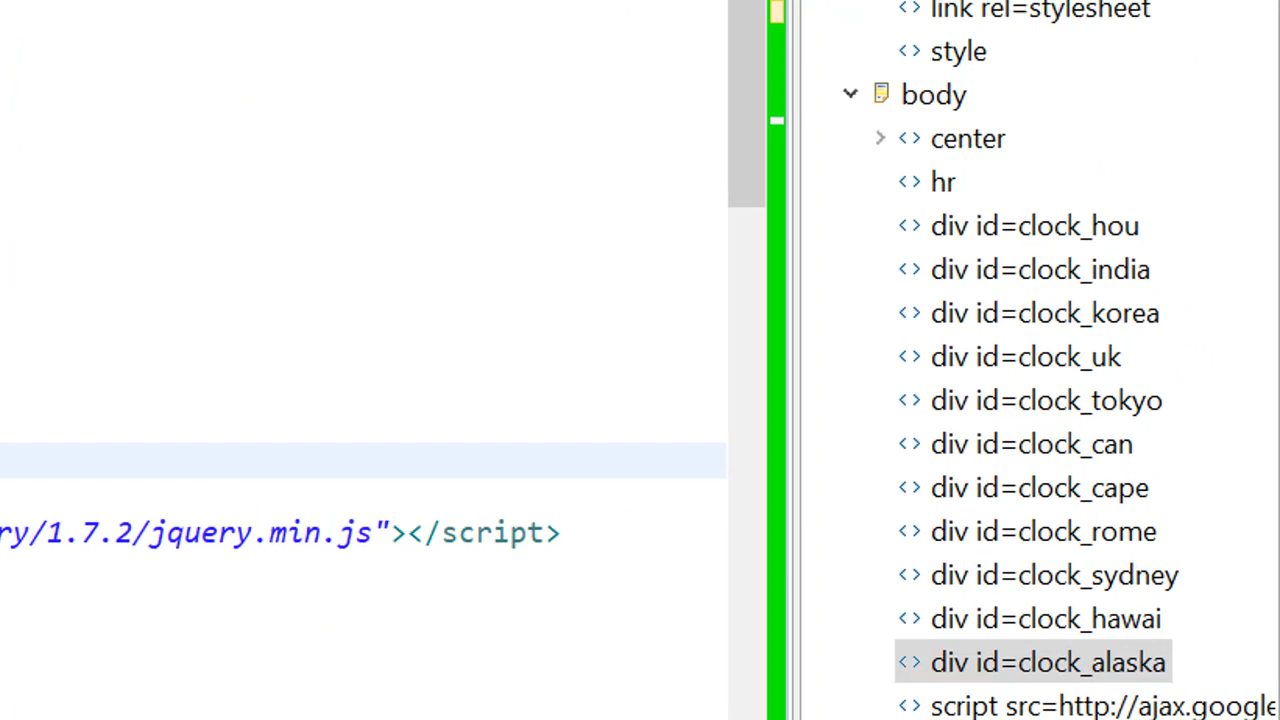 link rel=stylesheet
style
body
center
hr
div id=clock_hou
div id=clock_india
div id=clock_korea
div id=clock_uk
div id=clock_tokyo
div id=clock_can
div id=clock_cape
ry/1.7.2/jquery.min.js"></script>
div id=clock_rome
div id=clock_sydney
div id=clock_hawai
div id=clock_alaska
script src=http://ajax.google